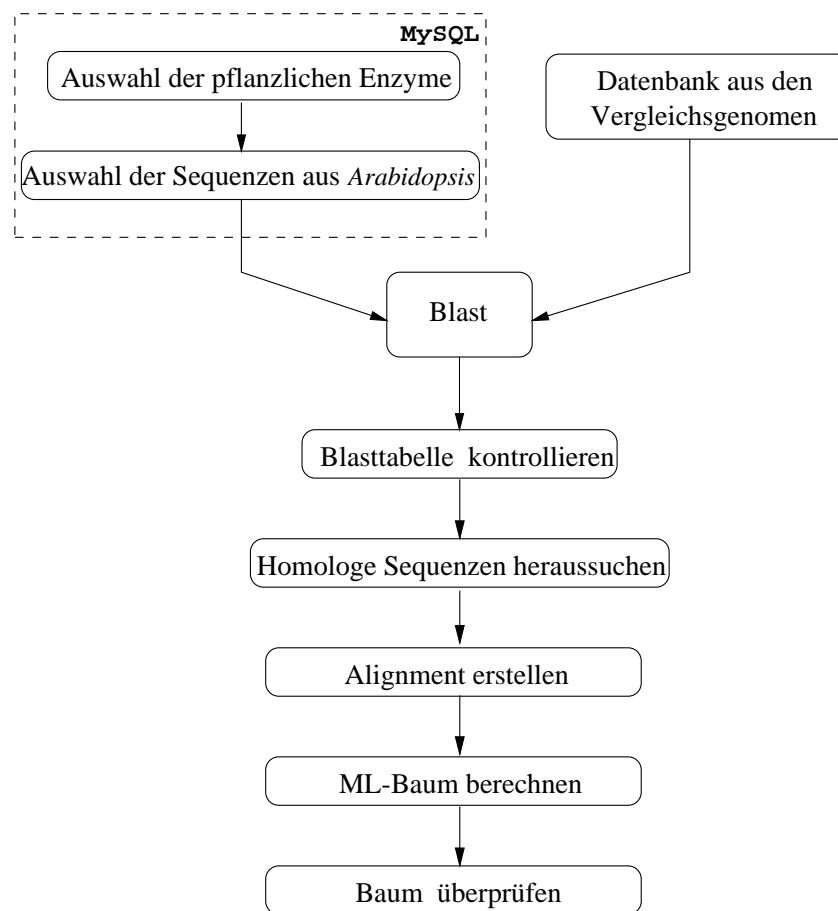 MySQL
Auswahl der pflanzlichen Enzyme
Auswahl der Sequenzen aus Arabidopsis
Datenbank aus den
Vergleichsgenomen
Blast
Blasttabelle kontrollieren
Homologe Sequenzen heraussuchen
Alignment erstellen
ML-Baum berechnen
Baum überprüfen